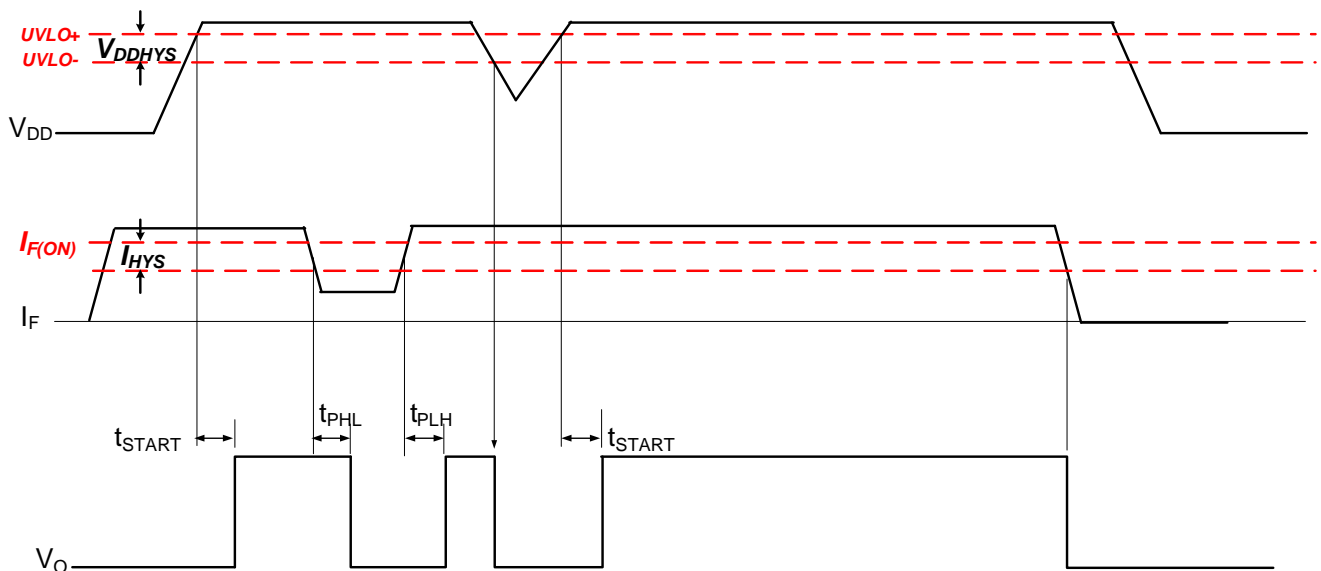 UVLO+
VDDHYS
UVLO-
VDD
IF(ON)
IHYS
IF
tPHL
tPLH
tSTART
tSTART
VO